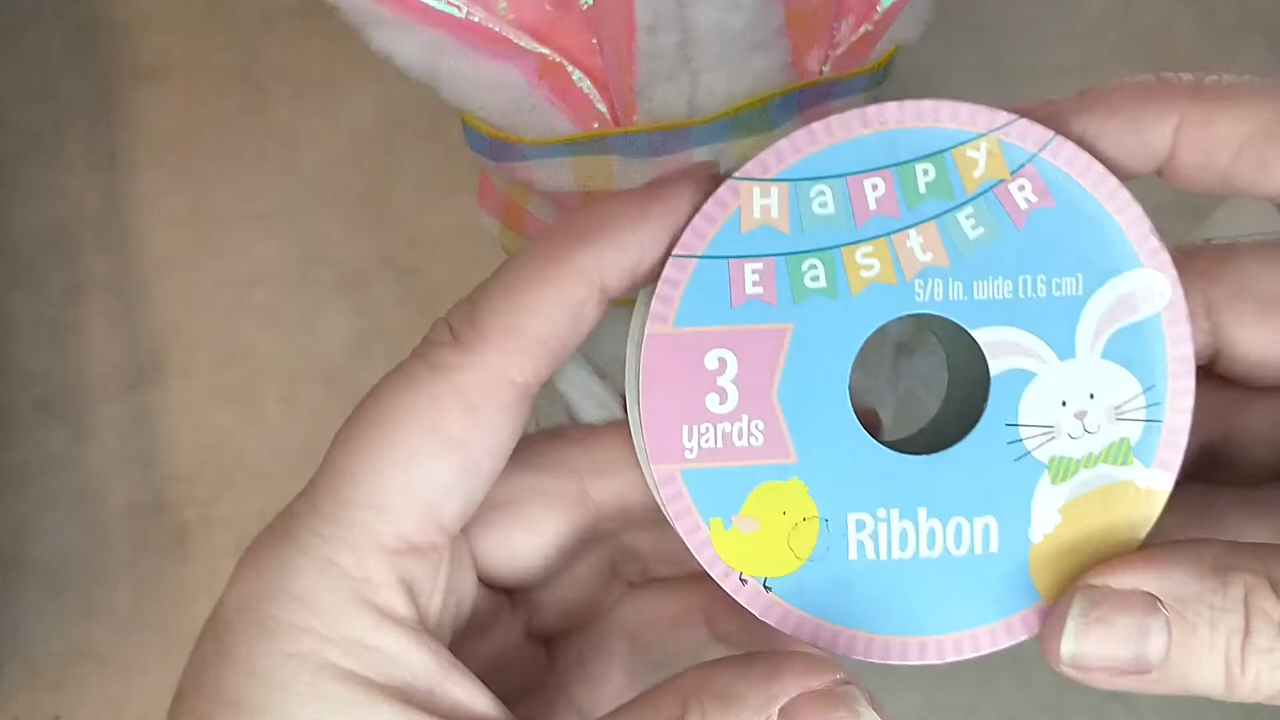 Happy
EastER
5/8 in. wide (1.6 cm)
3
yards
Ribbon